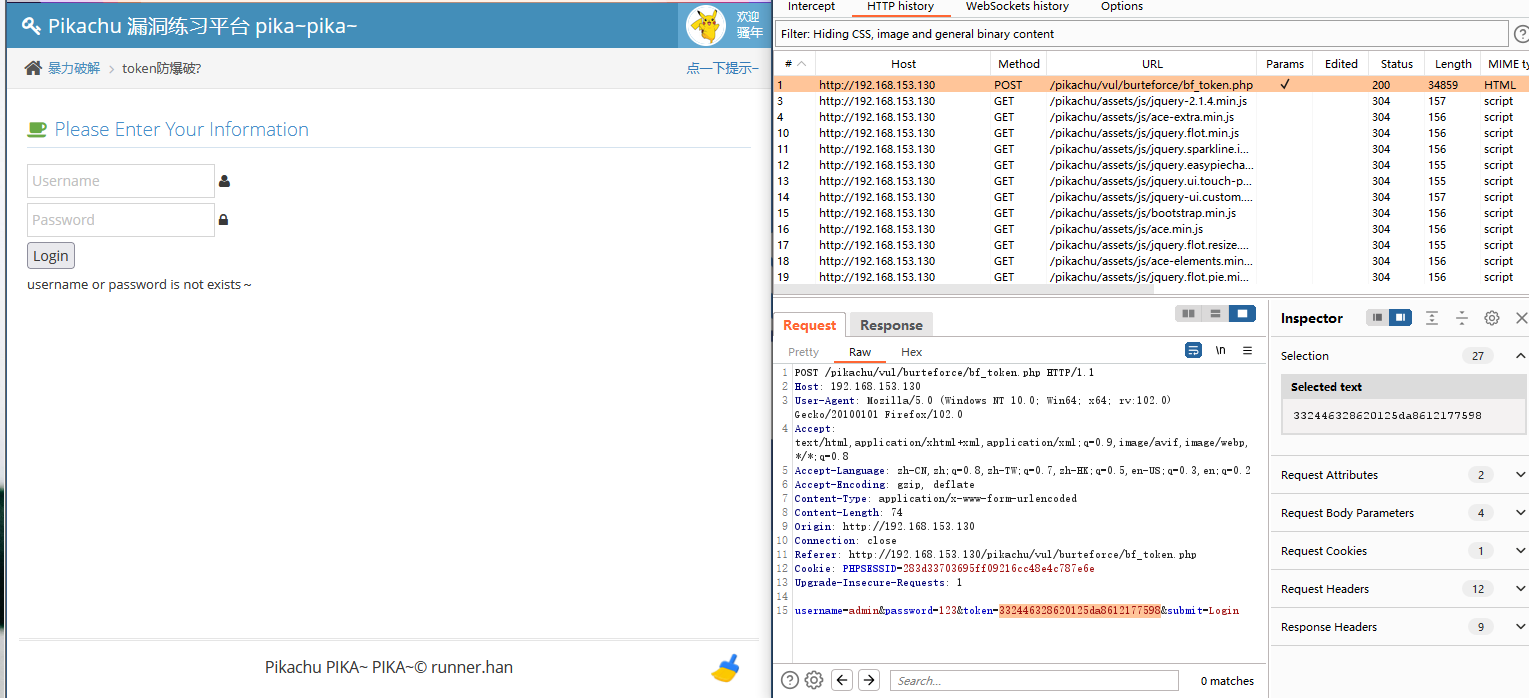 Pikachu 漏洞练习平台 pika~pika~
欢迎
骚年
暴力破解 > token防爆破?
点一下提示~
Please Enter Your Information
Username
Password
Login
username or password is not exists～
Pikachu PIKA~ PIKA~© runner.han
Intercept HTTP history WebSockets history Options
Filter: Hiding CSS, image and general binary content
# Host Method URL Params Edited Status Length MIME ty
1 http://192.168.153.130 POST /pikachu/vul/burteforce/bf_token.php ✓ 200 34859 HTML
3 http://192.168.153.130 GET /pikachu/assets/js/jquery-2.1.4.min.js 304 157 script
4 http://192.168.153.130 GET /pikachu/assets/js/ace-extra.min.js 304 156 script
10 http://192.168.153.130 GET /pikachu/assets/js/jquery.flot.min.js 304 156 script
11 http://192.168.153.130 GET /pikachu/assets/js/jquery.sparkline.i... 304 156 script
12 http://192.168.153.130 GET /pikachu/assets/js/jquery.easypiecha... 304 155 script
13 http://192.168.153.130 GET /pikachu/assets/js/jquery.ui.touch-p... 304 155 script
14 http://192.168.153.130 GET /pikachu/assets/js/jquery-ui.custom.... 304 157 script
15 http://192.168.153.130 GET /pikachu/assets/js/bootstrap.min.js 304 156 script
16 http://192.168.153.130 GET /pikachu/assets/js/ace.min.js 304 156 script
17 http://192.168.153.130 GET /pikachu/assets/js/jquery.flot.resize.... 304 155 script
18 http://192.168.153.130 GET /pikachu/assets/js/ace-elements.min... 304 156 script
19 http://192.168.153.130 GET /pikachu/assets/js/jquery.flot.pie.mi... 304 156 script
Request Response
Pretty Raw Hex
\n
1 POST /pikachu/vul/burteforce/bf_token.php HTTP/1.1
2 Host: 192.168.153.130
3 User-Agent: Mozilla/5.0 (Windows NT 10.0; Win64; x64; rv:102.0)
Gecko/20100101 Firefox/102.0
4 Accept:
text/html,application/xhtml+xml,application/xml;q=0.9,image/avif,image/webp,
*/*;q=0.8
5 Accept-Language: zh-CN,zh;q=0.8,zh-TW;q=0.7,zh-HK;q=0.5,en-US;q=0.3,en;q=0.2
6 Accept-Encoding: gzip, deflate
7 Content-Type: application/x-www-form-urlencoded
8 Content-Length: 74
9 Origin: http://192.168.153.130
10 Connection: close
11 Referer: http://192.168.153.130/pikachu/vul/burteforce/bf_token.php
12 Cookie: PHPSESSID=283d33703695ff09216cc48e4c787e6e
13 Upgrade-Insecure-Requests: 1
14
15 username=admin&password=123&token=332446328620125da8612177598&submit=Login
Search...
0 matches
Inspector
Selection 27
Selected text
332446328620125da8612177598
Request Attributes 2
Request Body Parameters 4
Request Cookies 1
Request Headers 12
Response Headers 9